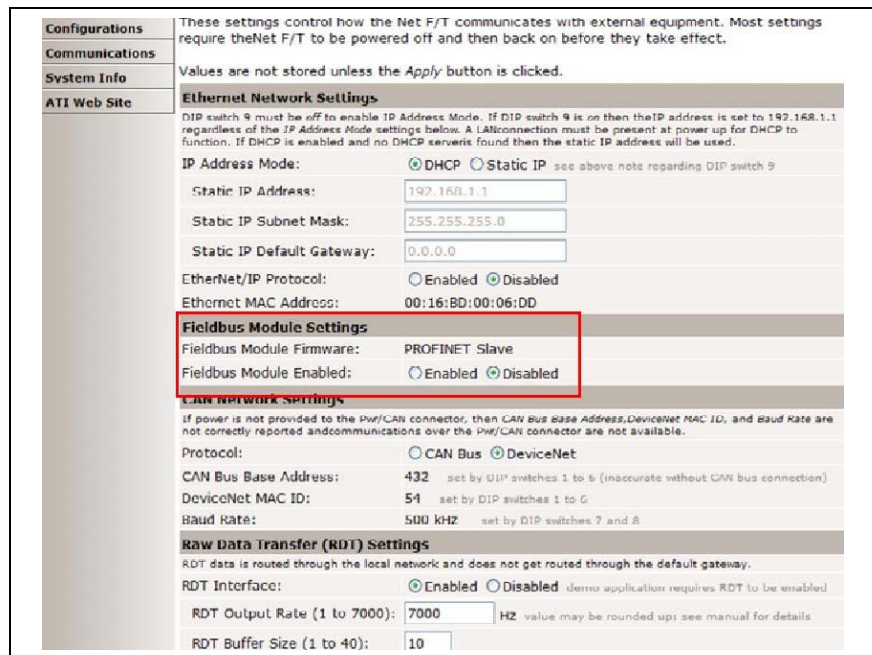 Configurations
Communications
System Info
ATI Web Site
These settings control how the Net F/T communicates with external equipment. Most settings
require theNet F/T to be powered off and then back on before they take effect.
Values are not stored unless the Apply button is clicked.
Ethernet Network Settings
DIP switch 9 must be off to enable IP Address Mode. If DIP switch 9 is on then theIP address is set to 192.168.1.1
regardless of the IP Address Mode settings below. A LANconnection must be present at power up for DHCP to
function. If DHCP is enabled and no DHCP serveris found then the static IP address will be used.
IP Address Mode: DHCP Static IP see above note regarding DIP switch 9
Static IP Address: 192.168.1.1
Static IP Subnet Mask: 255.255.255.0
Static IP Default Gateway: 0.0.0.0
EtherNet/IP Protocol: Enabled Disabled
Ethernet MAC Address: 00:16:BD:00:06:DD
Fieldbus Module Settings
Fieldbus Module Firmware: PROFINET Slave
Fieldbus Module Enabled: Enabled Disabled
CAN Network Settings
If power is not provided to the Pwr/CAN connector, then CAN Bus Base Address,DeviceNet MAC ID, and Baud Rate are
not correctly reported andcommunications over the Pwr/CAN connector are not available.
Protocol: CAN Bus DeviceNet
CAN Bus Base Address: 432 set by DIP switches 1 to 6 (inaccurate without CAN bus connection)
DeviceNet MAC ID: 54 set by DIP switches 1 to 6
Baud Rate: 500 kHz set by DIP switches 7 and 8
Raw Data Transfer (RDT) Settings
RDT data is routed through the local network and does not get routed through the default gateway.
RDT Interface: Enabled Disabled demo application requires RDT to be enabled
RDT Output Rate (1 to 7000): 7000 HZ value may be rounded up; see manual for details
RDT Buffer Size (1 to 40): 10